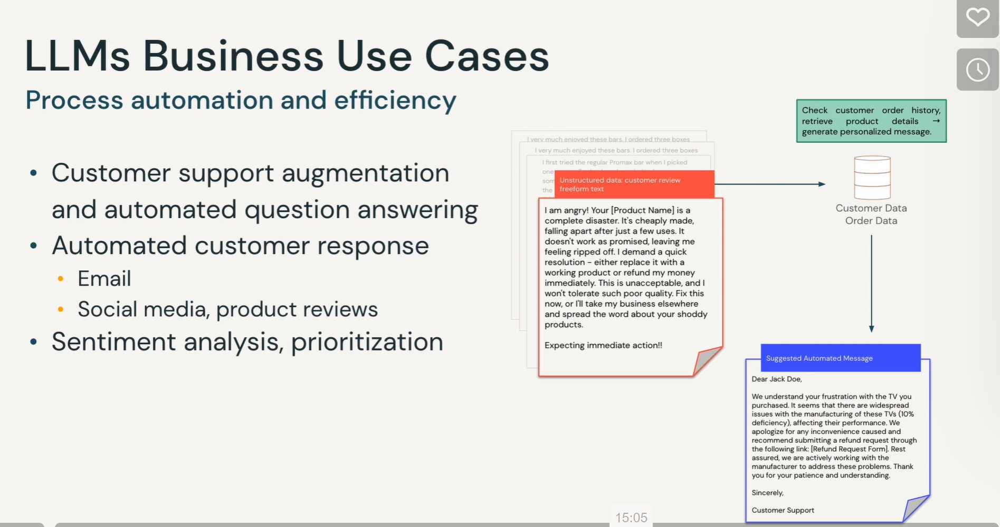 LLMs Business Use Cases
Process automation and efficiency
• Customer support augmentation
and automated question answering
• Automated customer response
• Email
• Social media, product reviews
• Sentiment analysis, prioritization
I very much enjoyed these bars. I ordered three boxes
I very much enjoyed these bars. I ordered three boxes
I first tried the regular Promax bar when I picked
one
som
the
Unstructured data: customer review
freeform text
I am angry! Your [Product Name] is a
complete disaster. It's cheaply made,
falling apart after just a few uses. It
doesn't work as promised, leaving me
feeling ripped off. I demand a quick
resolution – either replace it with a
working product or refund my money
immediately. This is unacceptable, and I
won't tolerate such poor quality. Fix this
now, or I'll take my business elsewhere
and spread the word about your shoddy
products.
Expecting immediate action!!
Check customer order history,
retrieve product details →
generate personalized message.
Customer Data
Order Data
Suggested Automated Message
Dear Jack Doe,
We understand your frustration with the TV you
purchased. It seems that there are widespread
issues with the manufacturing of these TVs (10%
deficiency), affecting their performance. We
apologize for any inconvenience caused and
recommend submitting a refund request through
the following link: [Refund Request Form]. Rest
assured, we are actively working with the
manufacturer to address these problems. Thank
you for your patience and understanding.
Sincerely,
Customer Support
15:05